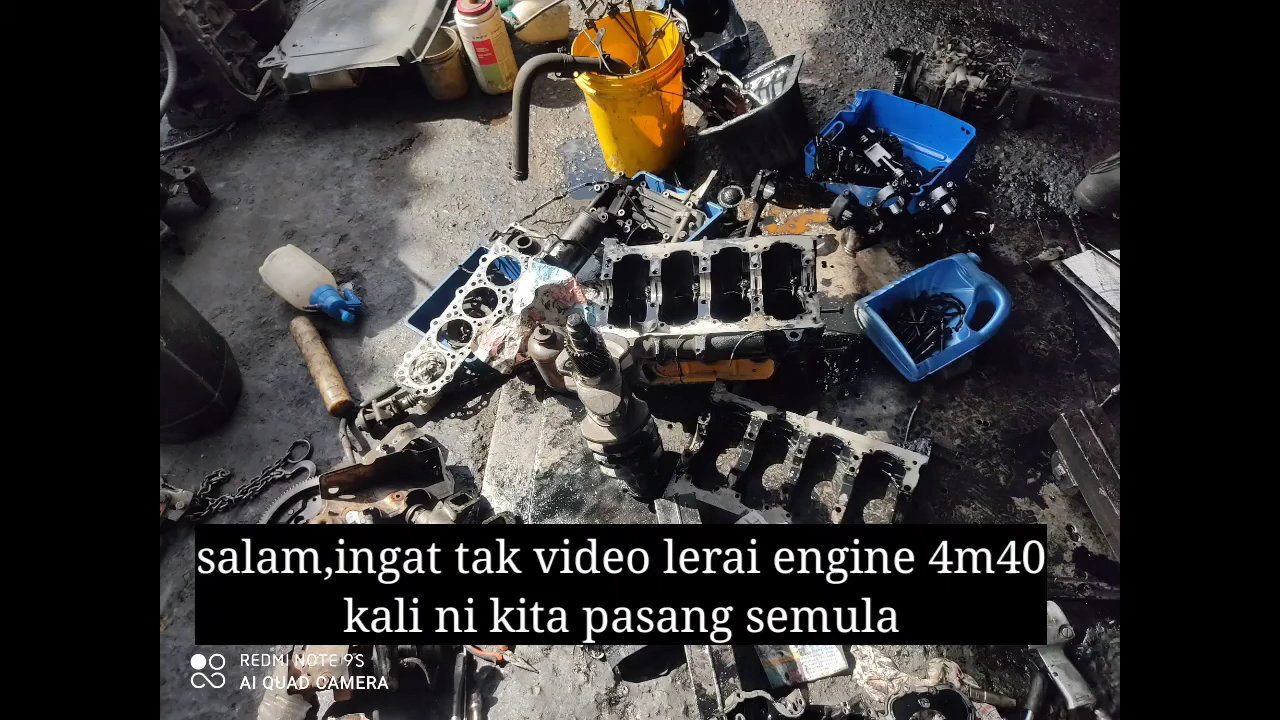 salam,ingat tak video lerai engine 4m40
kali ni kita pasang semula
REDMI NOTE 9S
AI QUAD CAMERA